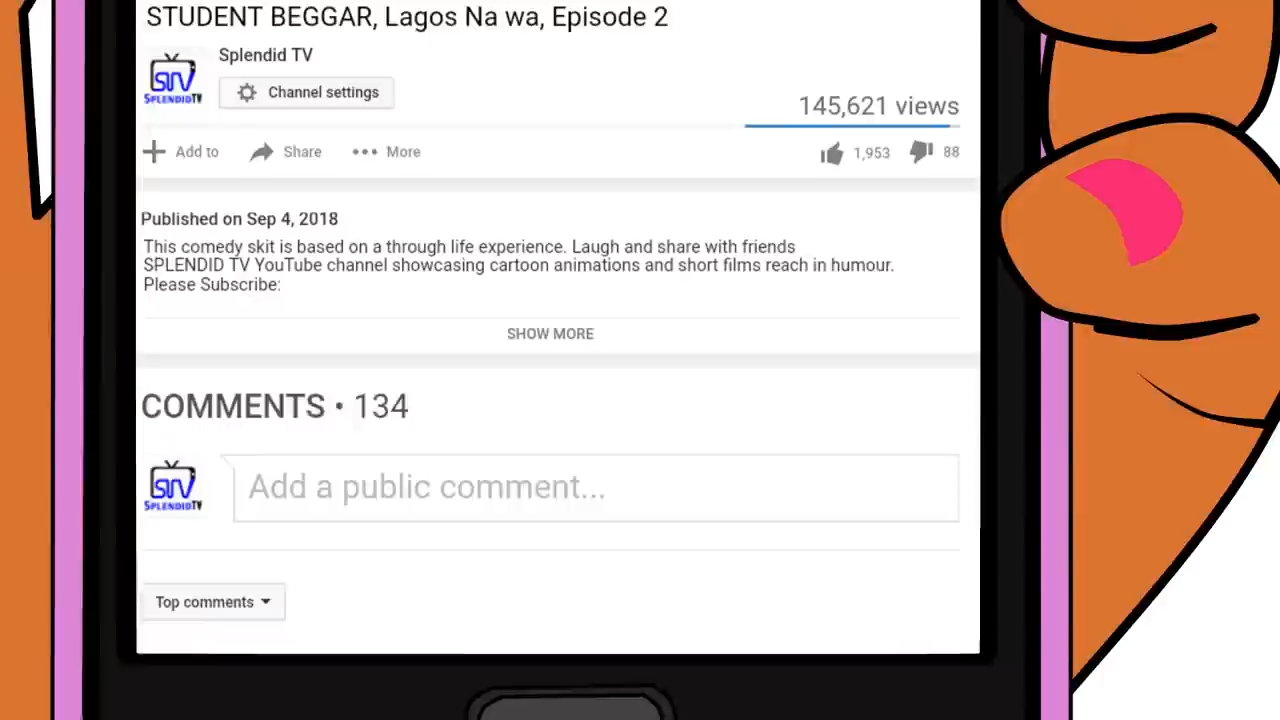 STUDENT BEGGAR, Lagos Na wa, Episode 2
Splendid TV
STV
SPLENDIDTV
Channel settings
145,621 views
Add to
Share
More
1,953
88
Published on Sep 4, 2018
This comedy skit is based on a through life experience. Laugh and share with friends
SPLENDID TV YouTube channel showcasing cartoon animations and short films reach in humour.
Please Subscribe:
SHOW MORE
COMMENTS • 134
STV
SPLENDIDTV
Add a public comment...
Top comments